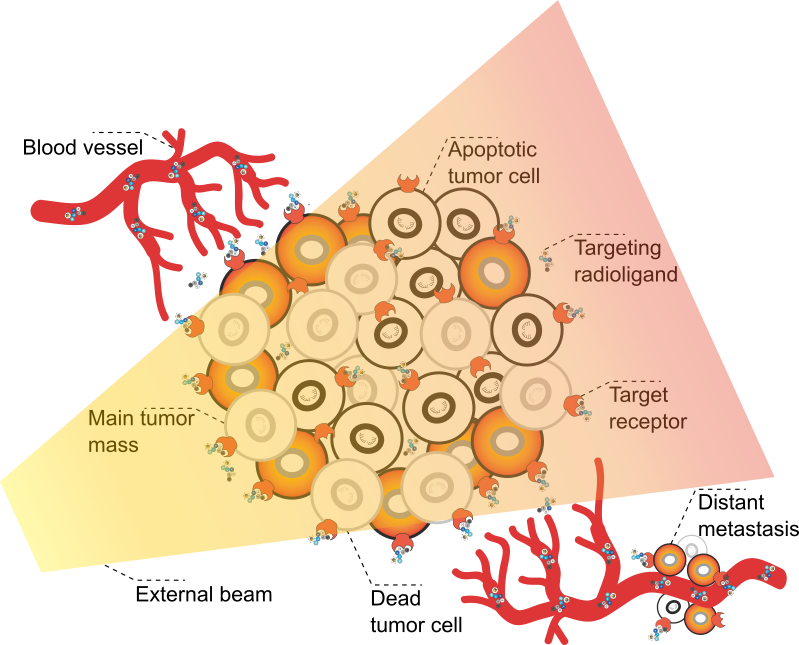 Blood vessel
Apoptotic
tumor cell
Targeting
radioligand
Target
receptor
Main tumor
mass
Distant
metastasis
External beam
Dead
tumor cell